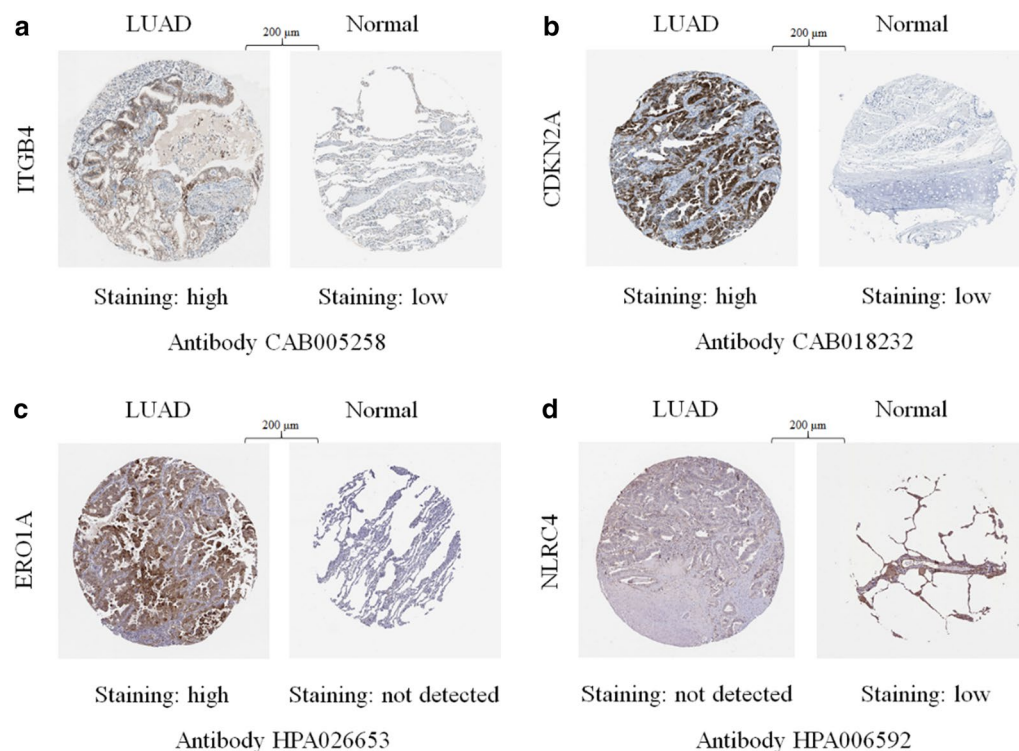 a
LUAD
200 µm
Normal
ITGB4
Staining: high
Staining: low
Antibody CAB005258
b
LUAD
200 µm
Normal
CDKN2A
Staining: high
Staining: low
Antibody CAB018232
c
LUAD
200 µm
Normal
ERO1A
Staining: high
Staining: not detected
Antibody HPA026653
d
LUAD
200 µm
Normal
NLRC4
Staining: not detected
Staining: low
Antibody HPA006592